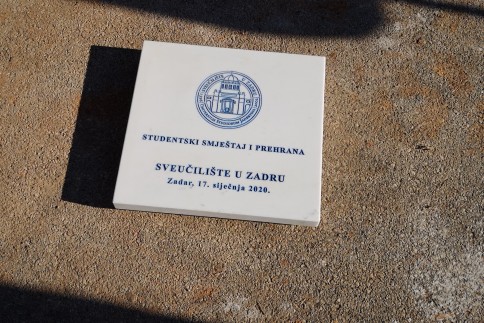 STUDENTSKI SMJEŠTAJ I PREHRANA
SVEUČILIŠTE U ZADRU
Zadar, 17. siječnja 2020.